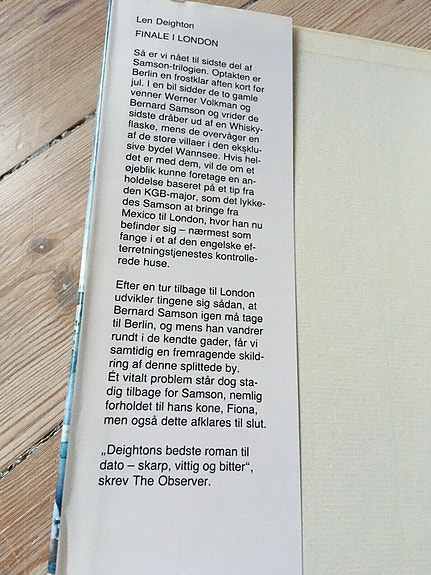 Len Deighton
FINALE I LONDON
Så er vi nået til sidste del af
Samson-trilogien. Optakten er
Berlin en frostklar aften kort før
jul. I en bil sidder de to gamle
venner Werner Volkman og
Bernard Samson og vrider de
sidste dråber ud af en Whisky-
flaske, mens de overvåger en
af de store villaer i den eksklu-
sive bydel Wannsee. Hvis hel-
det er med dem, vil de om et
øjeblik kunne foretage en an-
holdelse baseret på et tip fra
den KGB-major, som det lykke-
des Samson at bringe fra
Mexico til London, hvor han nu
befinder sig – nærmest som
fange i et af den engelske ef-
terretningstjenestes kontrolle-
rede huse.
Efter en tur tilbage til London
udvikler tingene sig sådan, at
Bernard Samson igen må tage
til Berlin, og mens han vandrer
rundt i de kendte gader, får vi
samtidig en fremragende skild-
ring af denne splittede by.
Ét vitalt problem står dog sta-
dig tilbage for Samson, nemlig
forholdet til hans kone, Fiona,
men også dette afklares til slut.
„Deightons bedste roman til
dato – skarp, vittig og bitter“,
skrev The Observer.